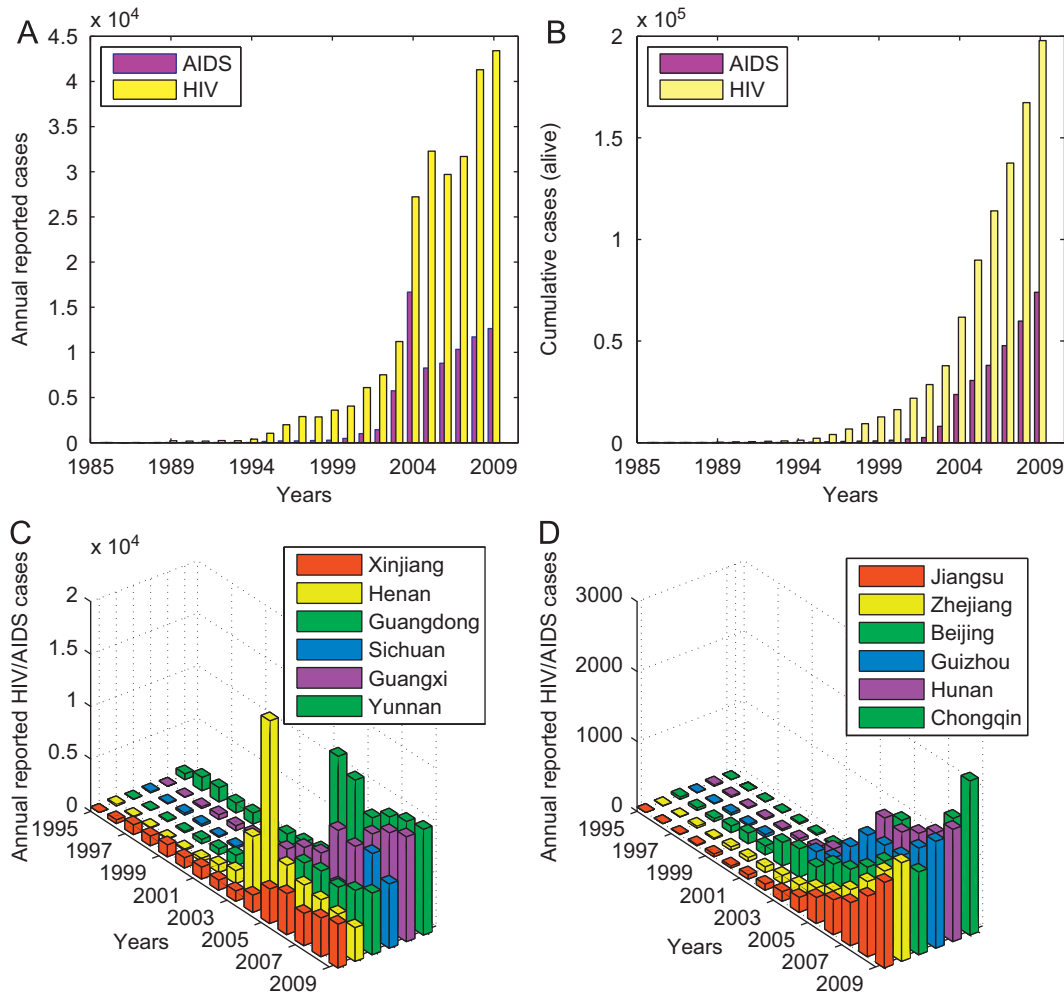 A
x 10^4
4.5
4
3.5
3
2.5
2
1.5
1
0.5
0
Annual reported cases
AIDS
HIV
1985 1989 1994 1999 2004 2009
Years
B
x 10^5
2
1.5
1
0.5
0
Cumulative cases (alive)
AIDS
HIV
1985 1989 1994 1999 2004 2009
Years
C
x 10^4
2
1.5
1
0.5
0
Annual reported HIV/AIDS cases
Xinjiang
Henan
Guangdong
Sichuan
Guangxi
Yunnan
1995
1997
1999
2001
2003
2005
2007
2009
Years
D
3000
2000
1000
0
Annual reported HIV/AIDS cases
Jiangsu
Zhejiang
Beijing
Guizhou
Hunan
Chongqin
1995
1997
1999
2001
2003
2005
2007
2009
Years